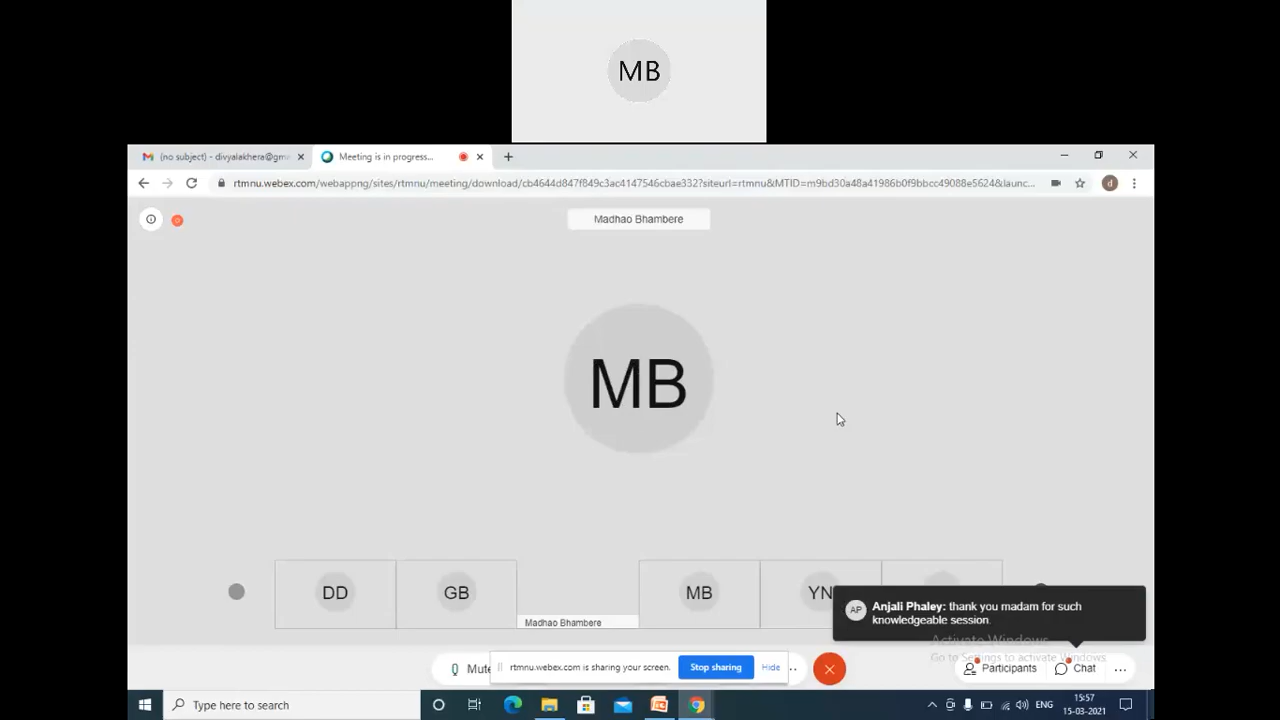 MB
(no subject) - divyalakhera@gma
Meeting is in progress...
rtmnu.webex.com/webappng/sites/rtmnu/meeting/download/cb4644d847f849c3ac4147546cbae332?siteurl=rtmnu&MTID=m9bd30a48a41986b0f9bbcc49088e5624&launc...
d
Madhao Bhambere
MB
DD
GB
Madhao Bhambere
MB
YN
AP
Anjali Phaley: thank you madam for such
knowledgeable session.
Activate Windows
Go to Settings to activate Windows.
Mute
rtmnu.webex.com is sharing your screen.
Stop sharing
Hide
Participants
Chat
Type here to search
ENG
15:57
15-03-2021